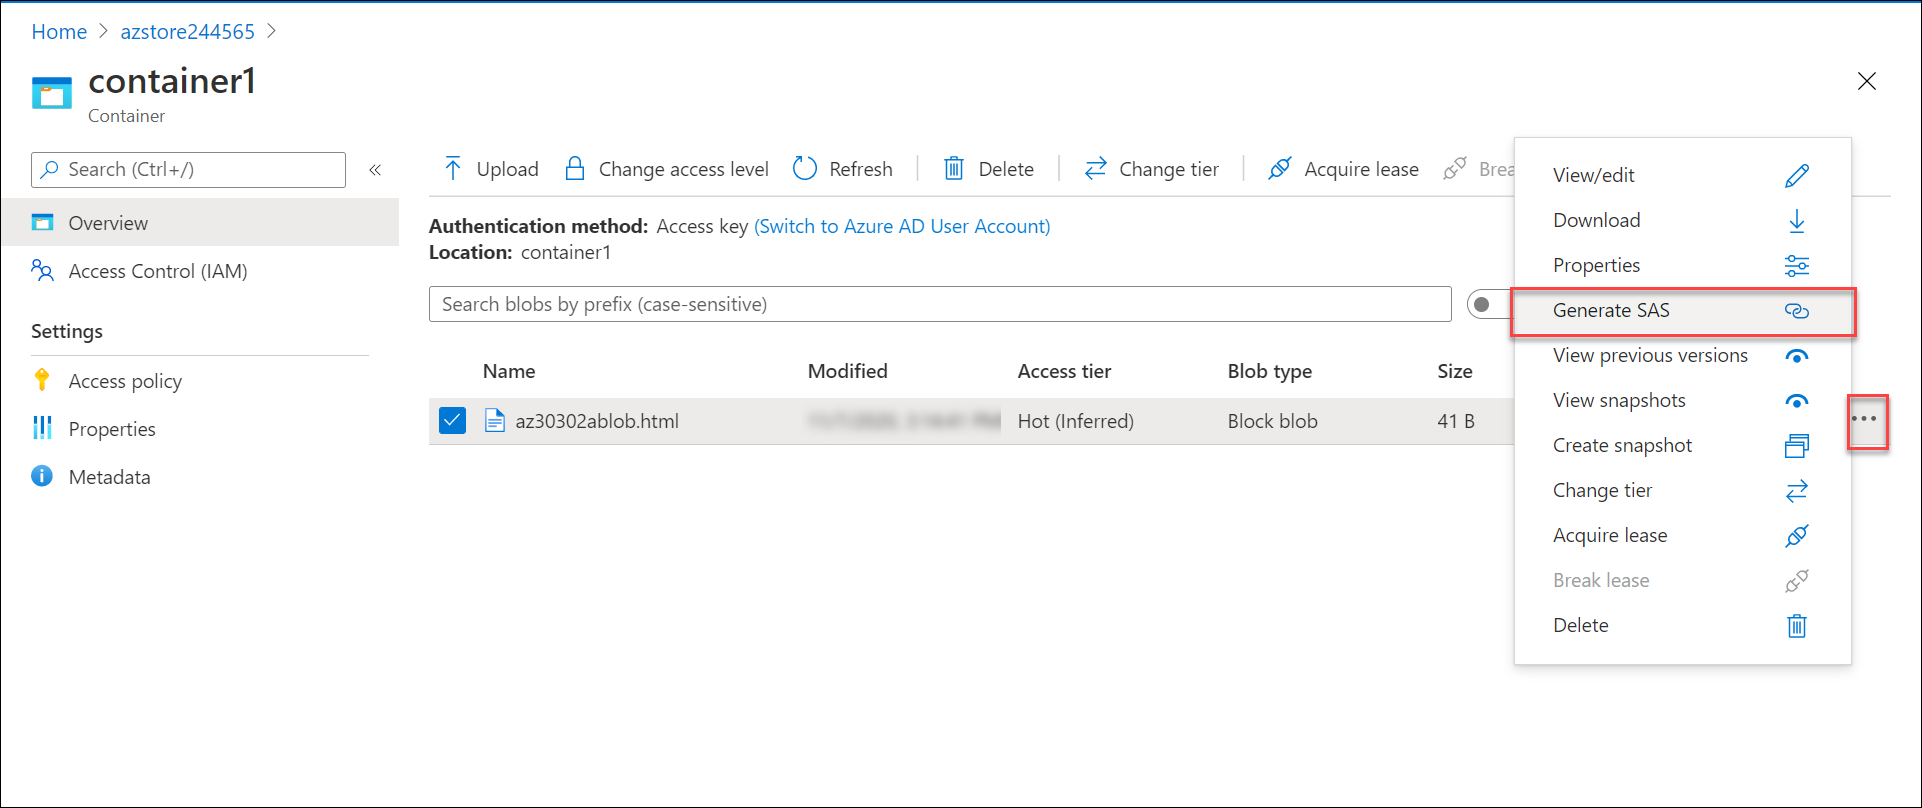 Home > azstore244565 >
container1
Container
Search (Ctrl+/)
«
Overview
Access Control (IAM)
Settings
Access policy
Properties
Metadata
Upload Change access level Refresh Delete Change tier Acquire lease Brea
Authentication method: Access key (Switch to Azure AD User Account)
Location: container1
Search blobs by prefix (case-sensitive)
Name Modified Access tier Blob type Size
az30302ablob.html Hot (Inferred) Block blob 41 B
View/edit
Download
Properties
Generate SAS
View previous versions
View snapshots
Create snapshot
Change tier
Acquire lease
Break lease
Delete